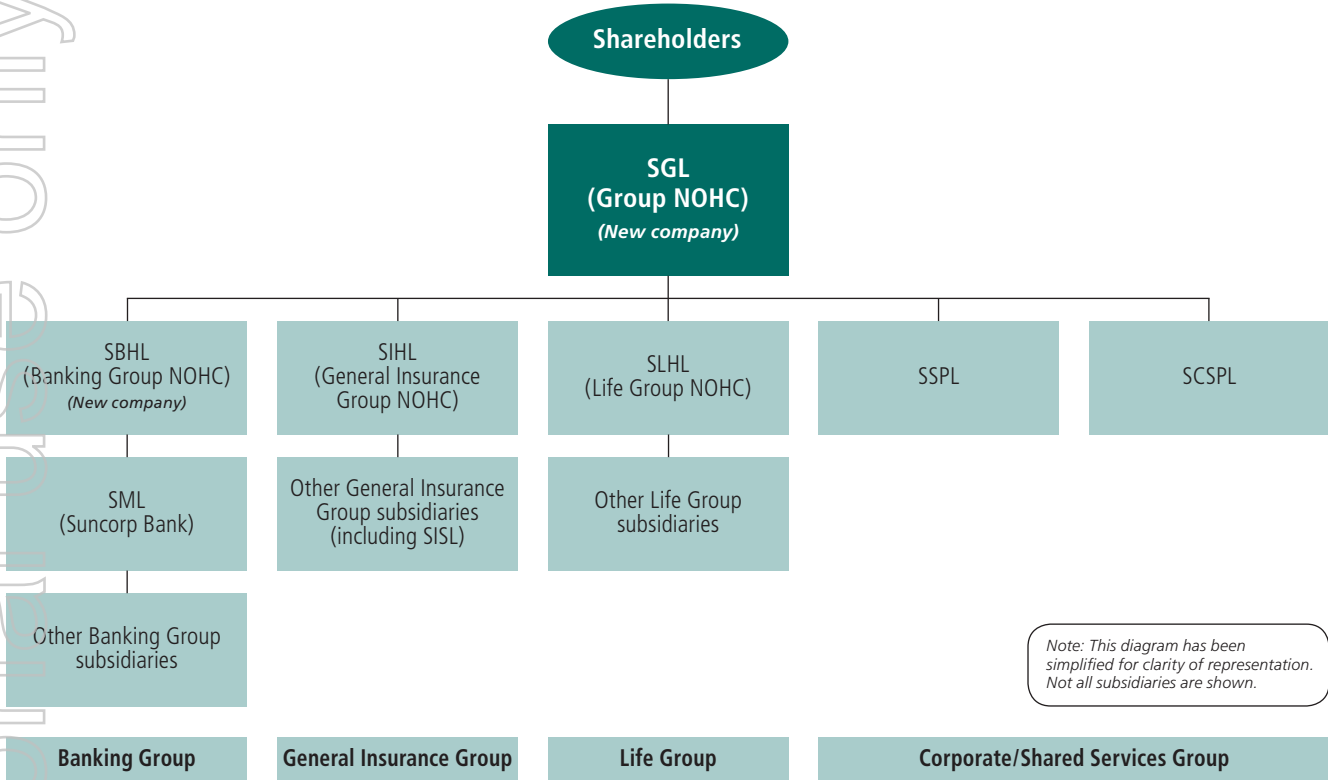 Shareholders
SGL
(Group NOHC)
(New company)
SBHL
(Banking Group NOHC)
(New company)
SIHL
(General Insurance
Group NOHC)
SLHL
(Life Group NOHC)
SSPL
SCSPL
SML
(Suncorp Bank)
Other General Insurance
Group subsidiaries
(including SISL)
Other Life Group
subsidiaries
Other Banking Group
subsidiaries
Note: This diagram has been
simplified for clarity of representation.
Not all subsidiaries are shown.
Banking Group
General Insurance Group
Life Group
Corporate/Shared Services Group